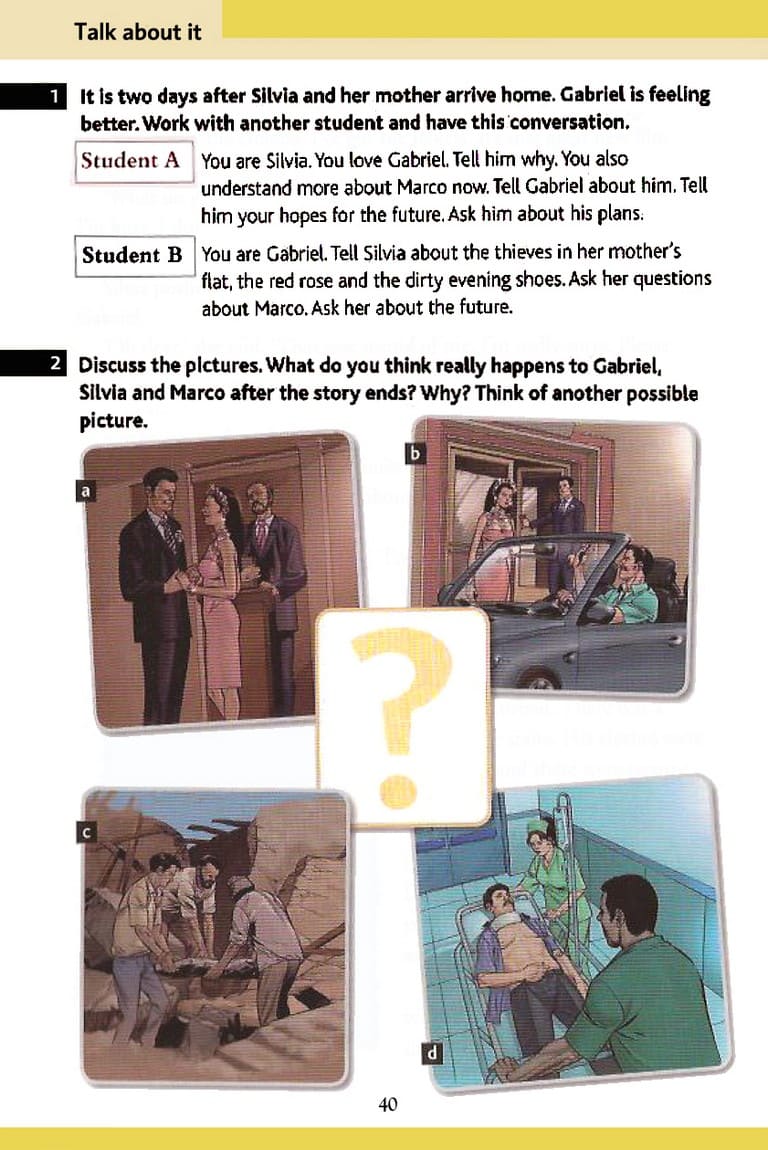 Talk about it
1 It is two days after Silvia and her mother arrive home. Gabriel is feeling
better. Work with another student and have this conversation.
Student A You are Silvia. You love Gabriel. Tell him why. You also
understand more about Marco now. Tell Gabriel about him. Tell
him your hopes for the future. Ask him about his plans.
Student B You are Gabriel. Tell Silvia about the thieves in her mother's
flat, the red rose and the dirty evening shoes. Ask her questions
about Marco. Ask her about the future.
2 Discuss the pictures. What do you think really happens to Gabriel,
Silvia and Marco after the story ends? Why? Think of another possible
picture.
a
b
?
c
d
40